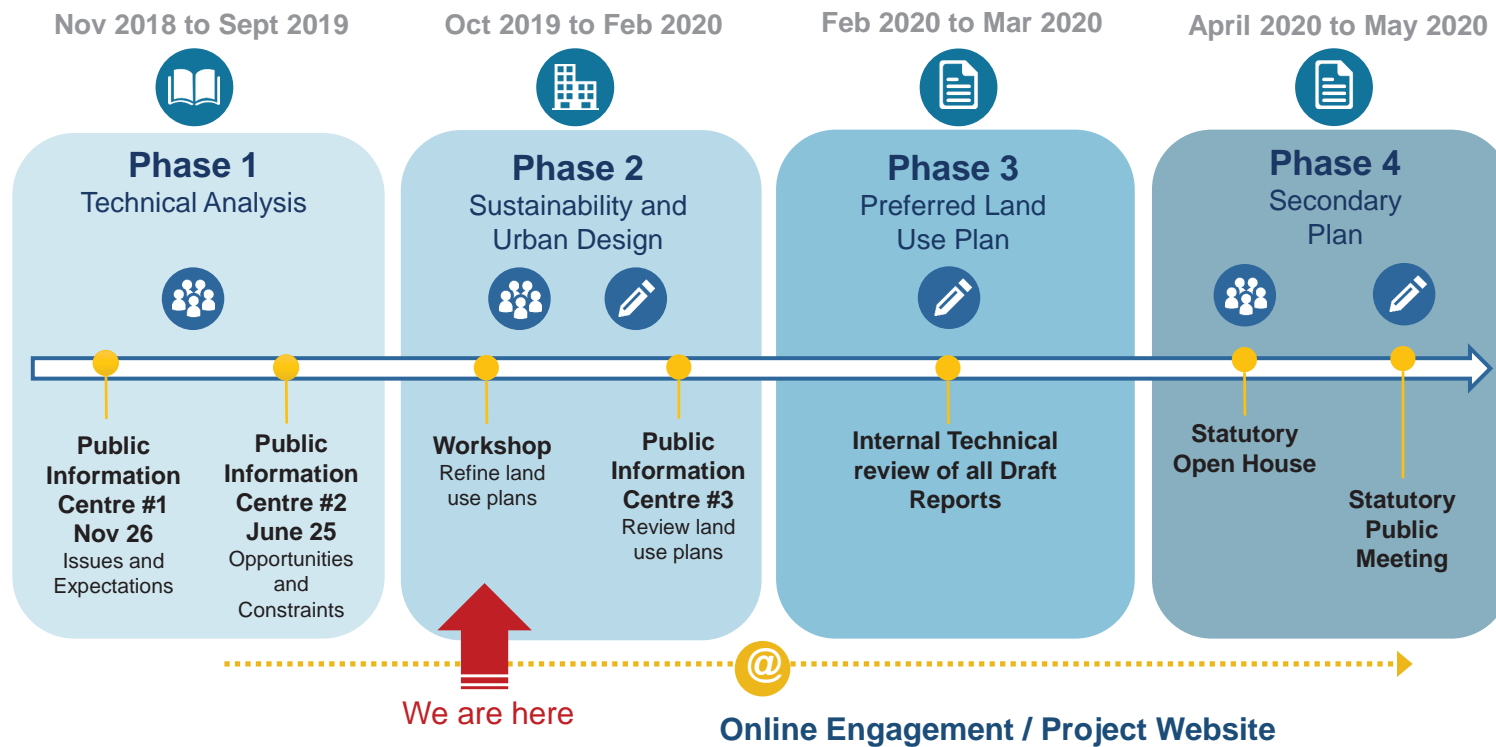 Nov 2018 to Sept 2019
Oct 2019 to Feb 2020
Feb 2020 to Mar 2020
April 2020 to May 2020
Phase 1
Technical Analysis
Phase 2
Sustainability and
Urban Design
Phase 3
Preferred Land
Use Plan
Phase 4
Secondary
Plan
Public
Information
Centre #1
Nov 26
Issues and
Expectations
Public
Information
Centre #2
June 25
Opportunities
and
Constraints
Workshop
Refine land
use plans
Public
Information
Centre #3
Review land
use plans
Internal Technical
review of all Draft
Reports
Statutory
Open House
Statutory
Public
Meeting
We are here
@
Online Engagement / Project Website